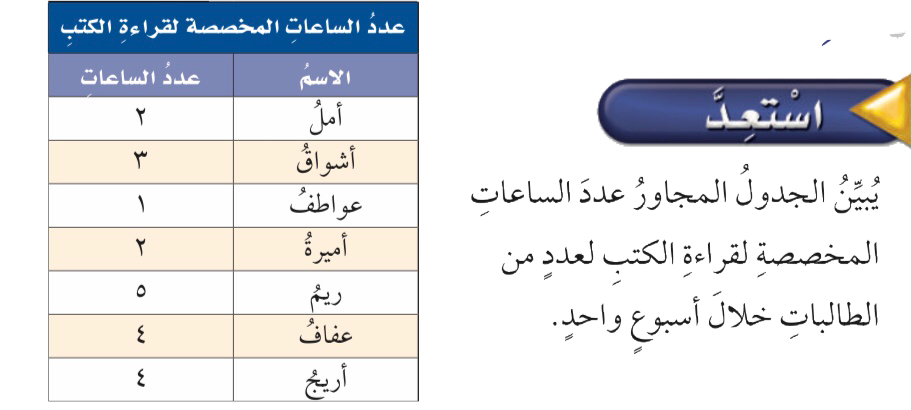 اسْتعِدَّ
يُبيِّنُ الجدولُ المجاورُ عددَ الساعاتِ
المخصصةِ لقراءةِ الكتبِ لعددٍ من
الطالباتِ خلالَ أسبوعٍ واحدٍ.
عددُ الساعاتِ المخصصة لقراءةِ الكتبِ
الاسمُ عددُ الساعاتِ
أملُ ٢
أشواقُ ٣
عواطفُ ١
أميرةُ ٢
ريمُ ٥
عفافُ ٤
أريجُ ٤